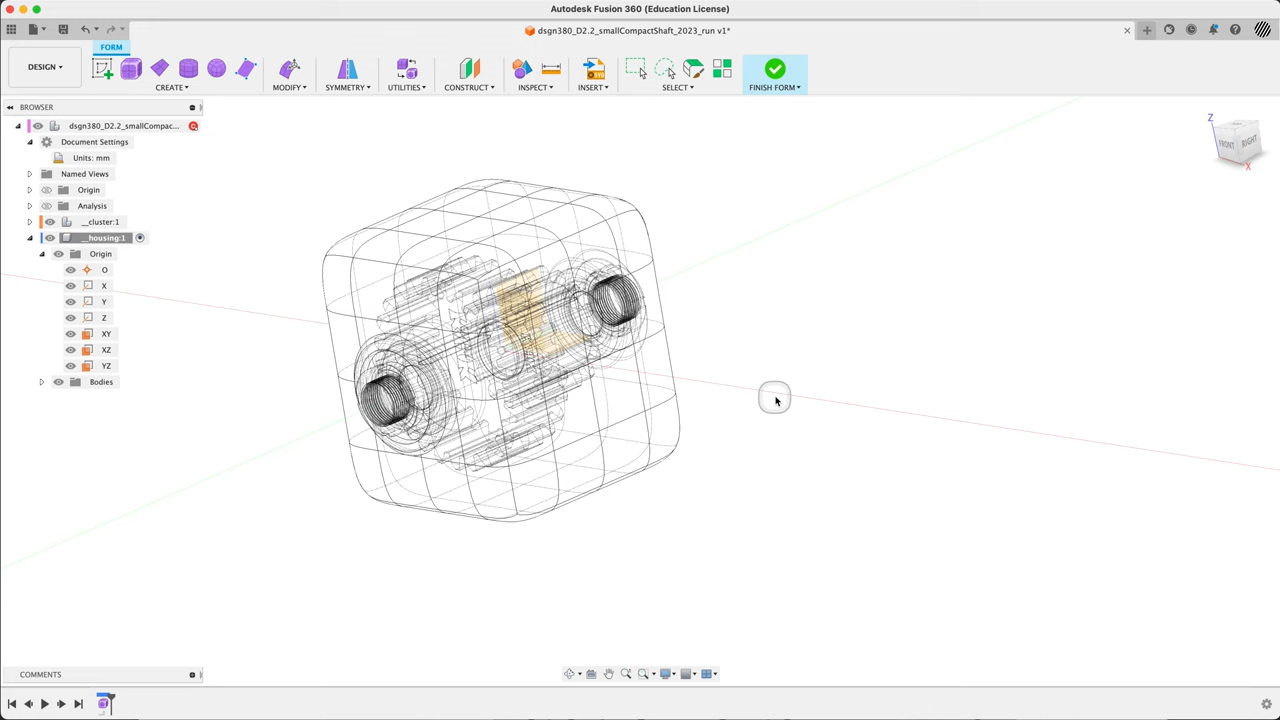 Autodesk Fusion 360 (Education License)
dsgn380_D2.2_smallCompactShaft_2023_run v1*
FORM
DESIGN
CREATE
MODIFY
SYMMETRY
UTILITIES
CONSTRUCT
INSPECT
INSERT
SELECT
FINISH FORM
BROWSER
dsgn380_D2.2_smallCompac...
Document Settings
Units: mm
Named Views
Origin
Analysis
__cluster:1
__housing:1
Origin
O
X
Y
Z
XY
XZ
YZ
Bodies
Z
FRONT
RIGHT
X
COMMENTS